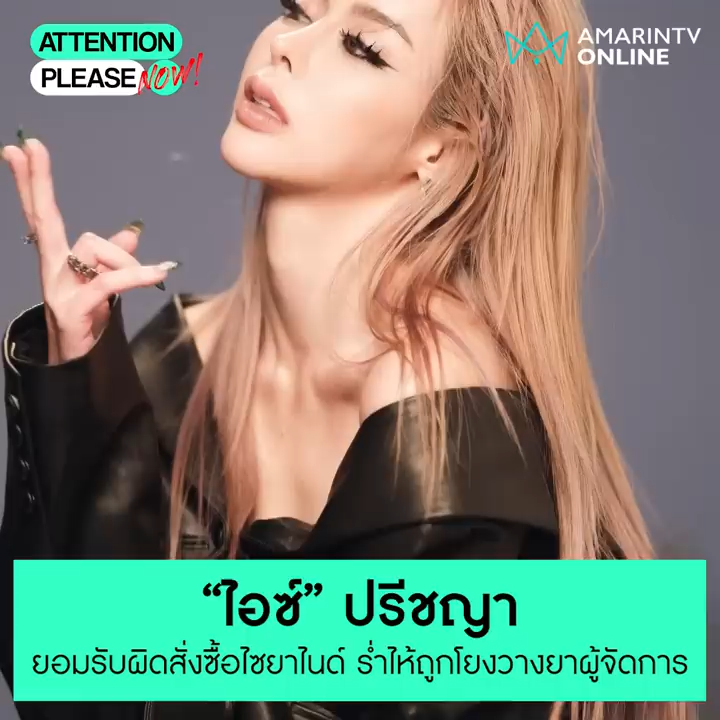 ATTENTION
PLEASE NOW!
AMARINTV
ONLINE
“ไอซ์” ปรีชญา
ยอมรับผิดสั่งซื้อไซยาไนด์ ร่ำไห้ถูกโยงวางยาผู้จัดการ